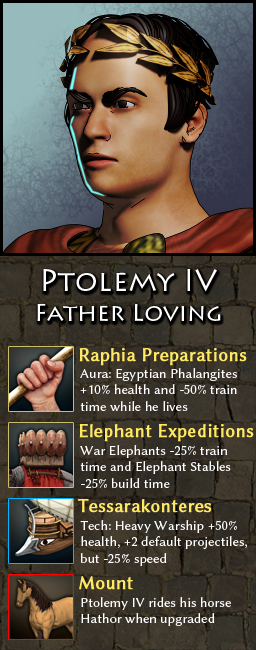 Ptolemy IV
Father Loving
Raphia Preparations
Aura: Egyptian Phalangites
+10% health and -50% train
time while he lives
Elephant Expeditions
War Elephants -25% train
time and Elephant Stables
-25% build time
Tessarakonteres
Tech: Heavy Warship +50%
health, +2 default projectiles,
but -25% speed
Mount
Ptolemy IV rides his horse
Hathor when upgraded